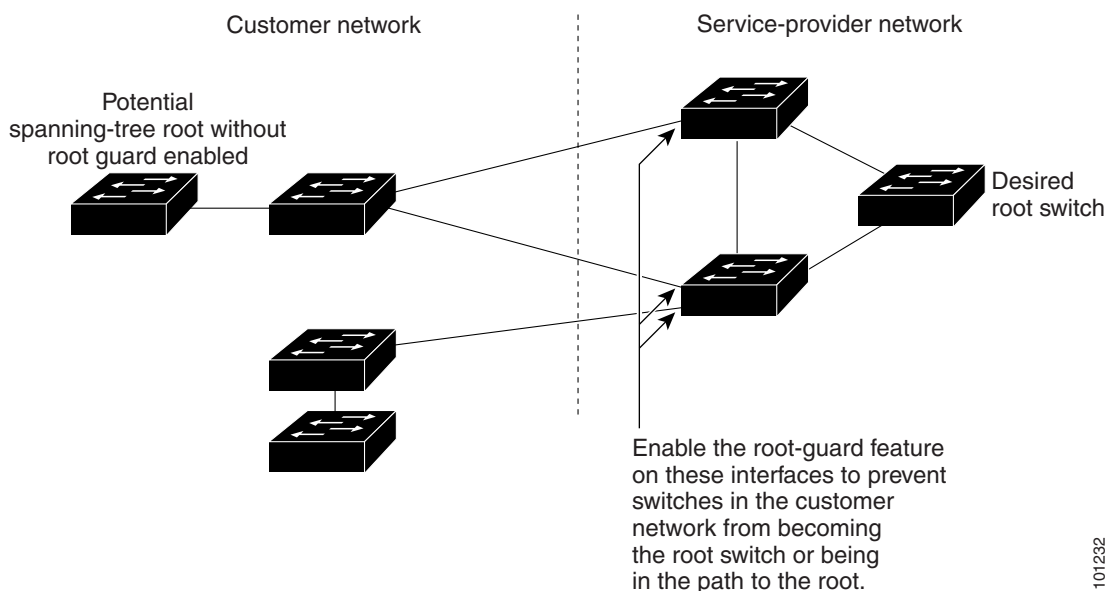 Customer network
Service-provider network
Potential
spanning-tree root without
root guard enabled
Desired
root switch
Enable the root-guard feature
on these interfaces to prevent
switches in the customer
network from becoming
the root switch or being
in the path to the root.
101232